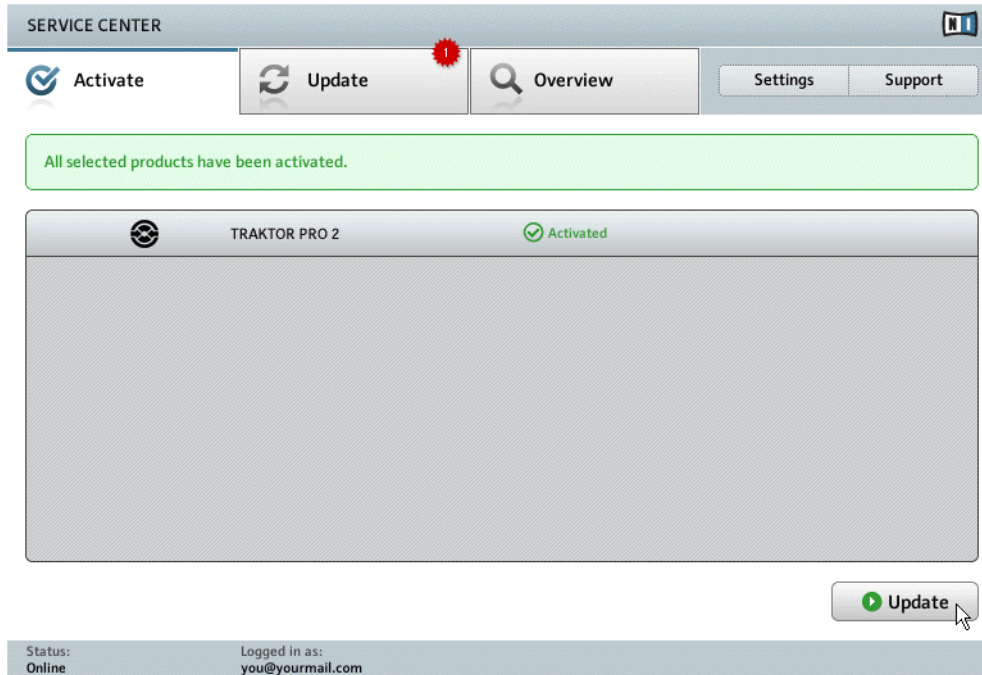 SERVICE CENTER
NI
Activate
Update
1
Overview
Settings
Support
All selected products have been activated.
TRAKTOR PRO 2
Activated
Update
Status:
Logged in as:
Online
you@yourmail.com